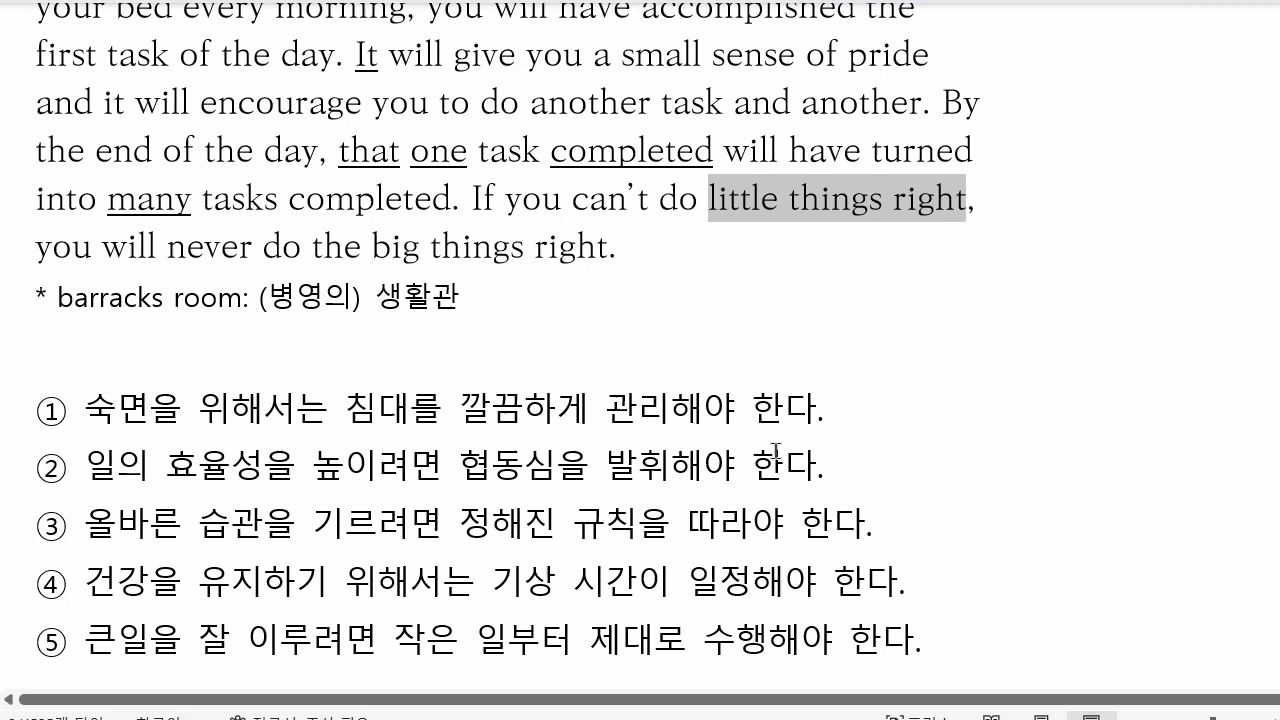 your bed every morning, you will have accomplished the
first task of the day. It will give you a small sense of pride
and it will encourage you to do another task and another. By
the end of the day, that one task completed will have turned
into many tasks completed. If you can’t do little things right,
you will never do the big things right.
* barracks room: (병영의) 생활관
① 숙면을 위해서는 침대를 깔끔하게 관리해야 한다.
② 일의 효율성을 높이려면 협동심을 발휘해야 한다.
③ 올바른 습관을 기르려면 정해진 규칙을 따라야 한다.
④ 건강을 유지하기 위해서는 기상 시간이 일정해야 한다.
⑤ 큰일을 잘 이루려면 작은 일부터 제대로 수행해야 한다.